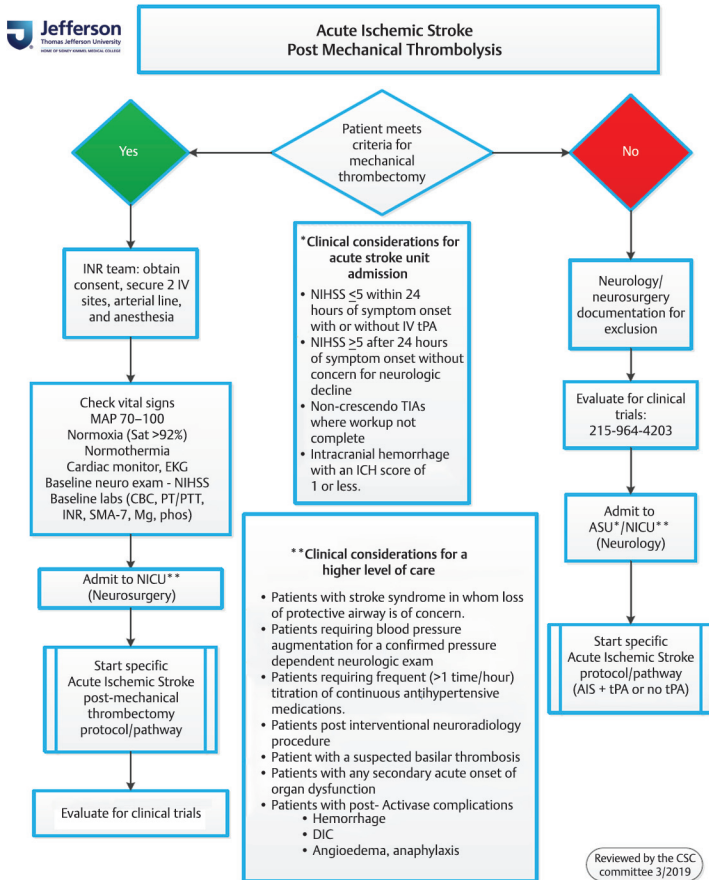 Jefferson
Thomas Jefferson University
HOME OF SIDNEY KIMMEL MEDICAL COLLEGE
Acute Ischemic Stroke
Post Mechanical Thrombolysis
Yes
Patient meets
criteria for
mechanical
thrombectomy
No
INR team: obtain
consent, secure 2 IV
sites, arterial line,
and anesthesia
Check vital signs
MAP 70–100
Normoxia (Sat >92%)
Normothermia
Cardiac monitor, EKG
Baseline neuro exam - NIHSS
Baseline labs (CBC, PT/PTT,
INR, SMA-7, Mg, phos)
Admit to NICU**
(Neurosurgery)
Start specific
Acute Ischemic Stroke
post-mechanical
thrombectomy
protocol/pathway
Evaluate for clinical trials
*Clinical considerations for
acute stroke unit
admission
• NIHSS ≤5 within 24
hours of symptom onset
with or without IV tPA
• NIHSS ≥5 after 24 hours
of symptom onset without
concern for neurologic
decline
• Non-crescendo TIAs
where workup not
complete
• Intracranial hemorrhage
with an ICH score of
1 or less.
**Clinical considerations for a
higher level of care
• Patients with stroke syndrome in whom loss
of protective airway is of concern.
• Patients requiring blood pressure
augmentation for a confirmed pressure
dependent neurologic exam
• Patients requiring frequent (>1 time/hour)
titration of continuous antihypertensive
medications.
• Patients post interventional neuroradiology
procedure
• Patient with a suspected basilar thrombosis
• Patients with any secondary acute onset of
organ dysfunction
• Patients with post- Activase complications
• Hemorrhage
• DIC
• Angioedema, anaphylaxis
Neurology/
neurosurgery
documentation for
exclusion
Evaluate for clinical
trials:
215-964-4203
Admit to
ASU*/NICU**
(Neurology)
Start specific
Acute Ischemic Stroke
protocol/pathway
(AIS + tPA or no tPA)
Reviewed by the CSC
committee 3/2019